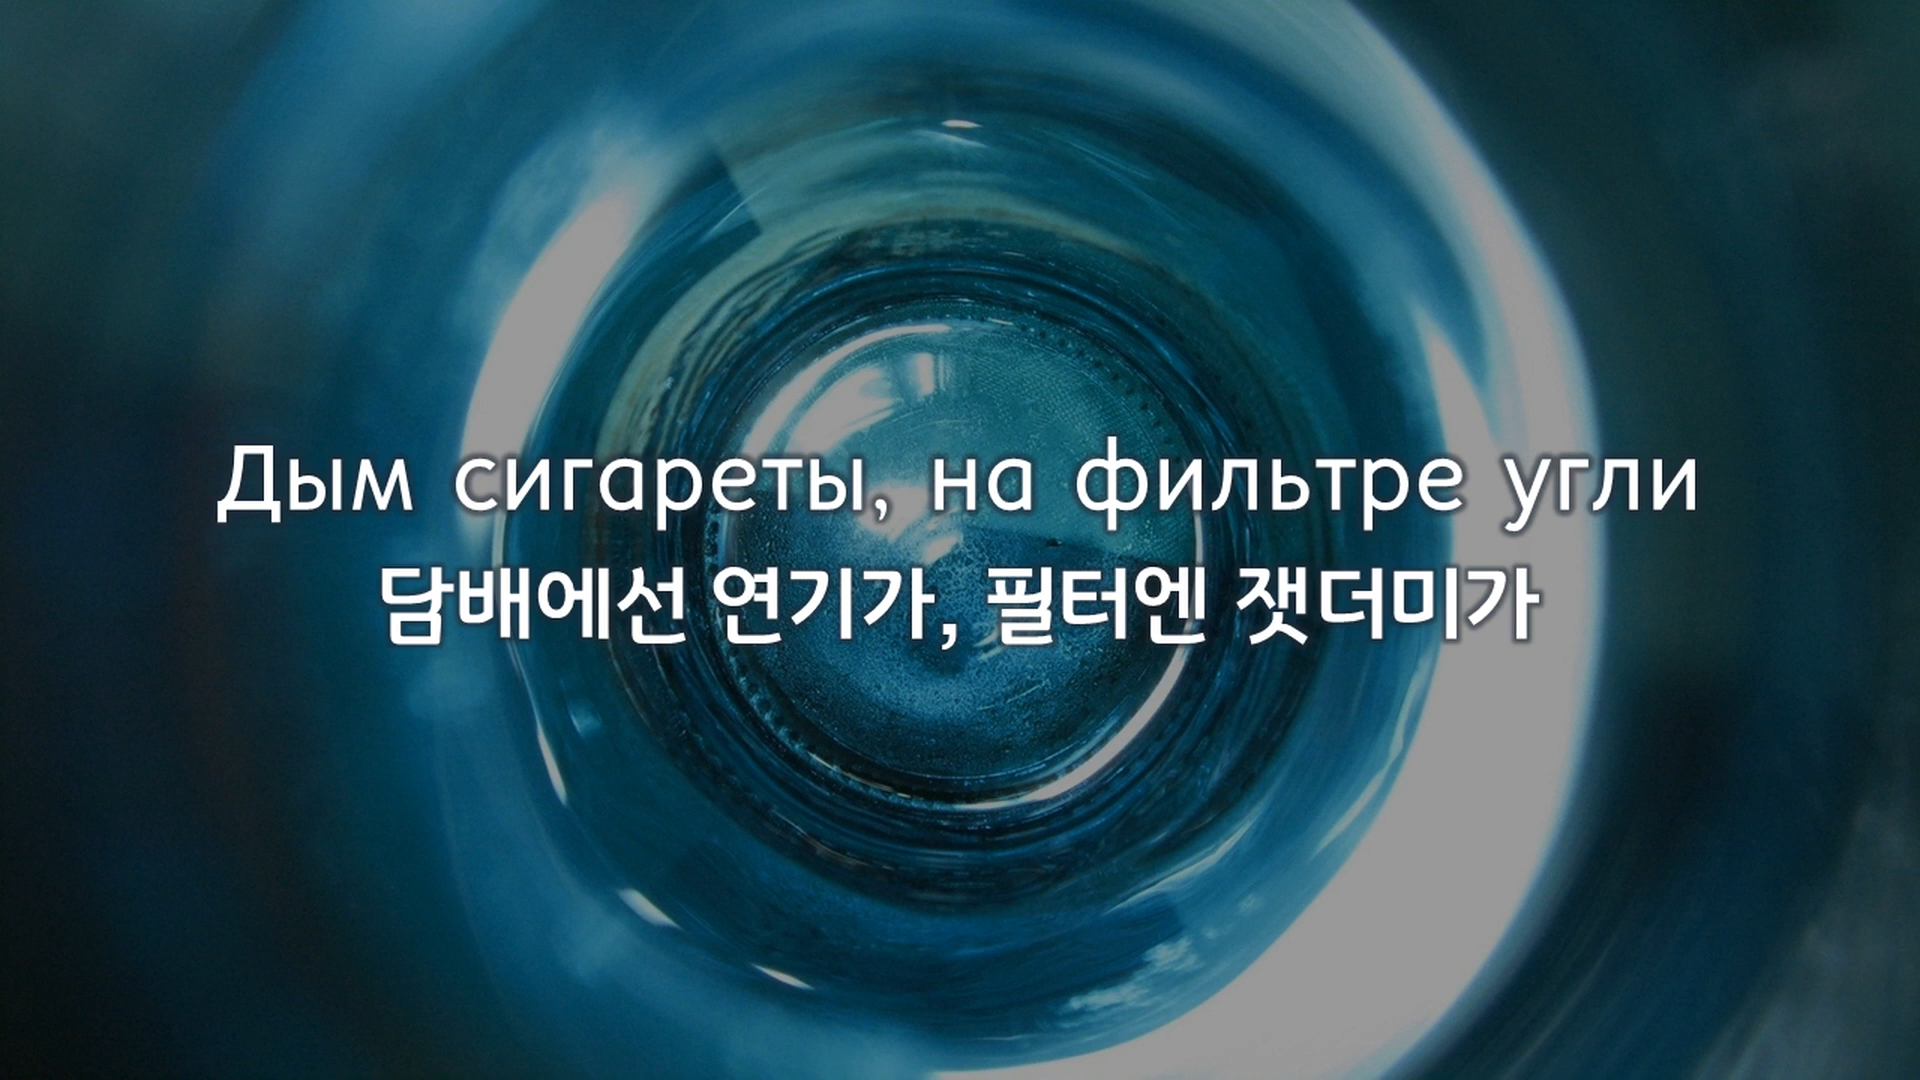 Дым сигареты, на фильтре угли
담배에선 연기가, 필터엔 잿더미가